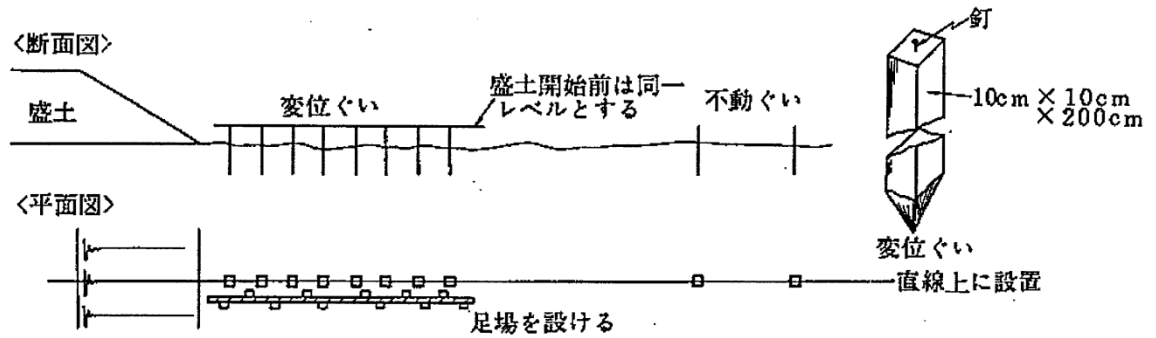 〈断面図〉
盛土
変位ぐい
盛土開始前は同一
レベルとする
不動ぐい
釘
10cm×10cm
×200cm
変位ぐい
〈平面図〉
直線上に設置
足場を設ける